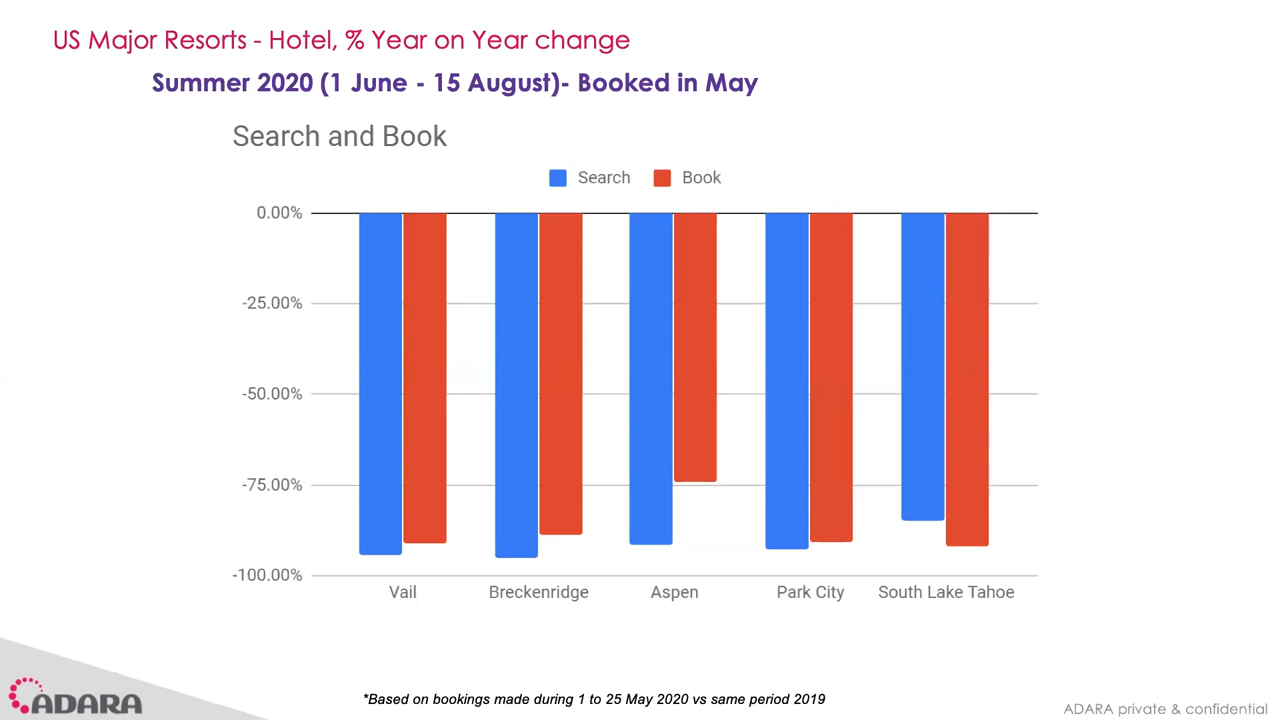 US Major Resorts - Hotel, % Year on Year change
Summer 2020 (1 June - 15 August)- Booked in May
Search and Book
Search Book
0.00%
-25.00%
-50.00%
-75.00%
-100.00%
Vail Breckenridge Aspen Park City South Lake Tahoe
ADARA
*Based on bookings made during 1 to 25 May 2020 vs same period 2019
ADARA private & confidential